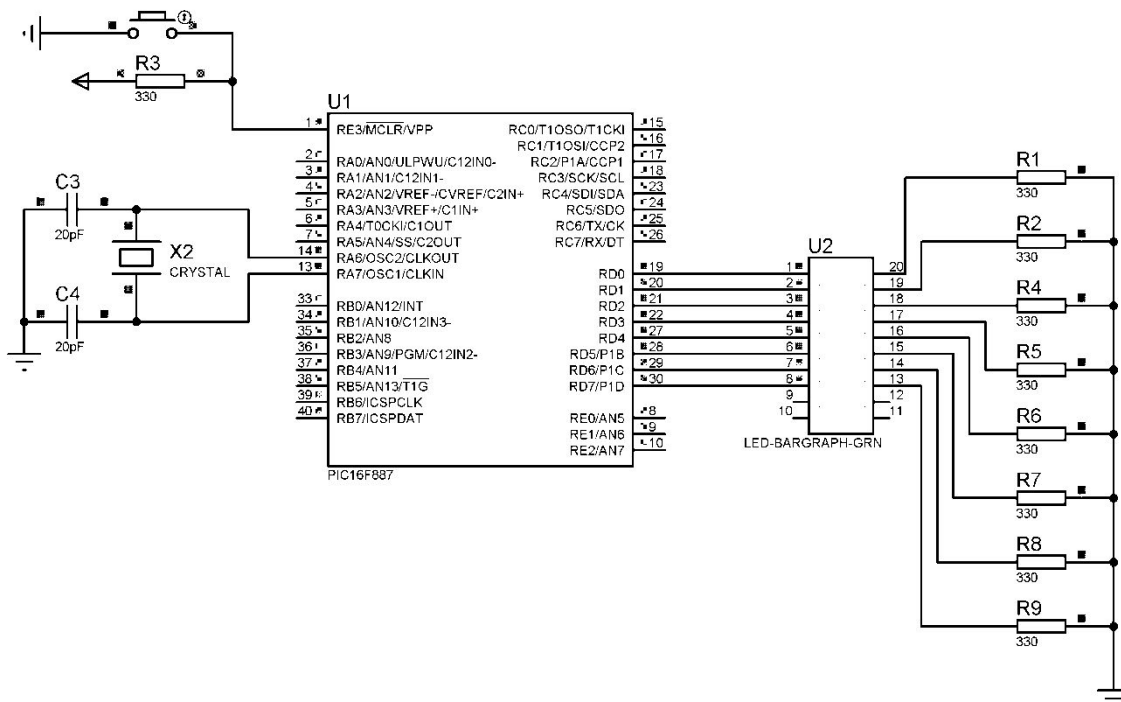 R3
330
U1
1 RE3/MCLR/VPP
2 RA0/AN0/ULPWU/C12IN0-
3 RA1/AN1/C12IN1-
4 RA2/AN2/VREF-/CVREF/C2IN+
5 RA3/AN3/VREF+/C1IN+
6 RA4/T0CKI/C1OUT
7 RA5/AN4/SS/C2OUT
14 RA6/OSC2/CLKOUT
13 RA7/OSC1/CLKIN
33 RB0/AN12/INT
34 RB1/AN10/C12IN3-
35 RB2/AN8
36 RB3/AN9/PGM/C12IN2-
37 RB4/AN11
38 RB5/AN13/T1G
39 RB6/ICSPCLK
40 RB7/ICSPDAT
RC0/T1OSO/T1CKI 15
RC1/T1OSI/CCP2 16
RC2/P1A/CCP1 17
RC3/SCK/SCL 18
RC4/SDI/SDA 23
RC5/SDO 24
RC6/TX/CK 25
RC7/RX/DT 26
RD0 19
RD1 20
RD2 21
RD3 22
RD4 27
RD5/P1B 28
RD6/P1C 29
RD7/P1D 30
RE0/AN5 8
RE1/AN6 9
RE2/AN7 10
PIC16F887
C3
20pF
X2
CRYSTAL
C4
20pF
U2
1 20
2 19
3 18
4 17
5 16
6 15
7 14
8 13
9 12
10 11
LED-BARGRAPH-GRN
R1
330
R2
330
R4
330
R5
330
R6
330
R7
330
R8
330
R9
330